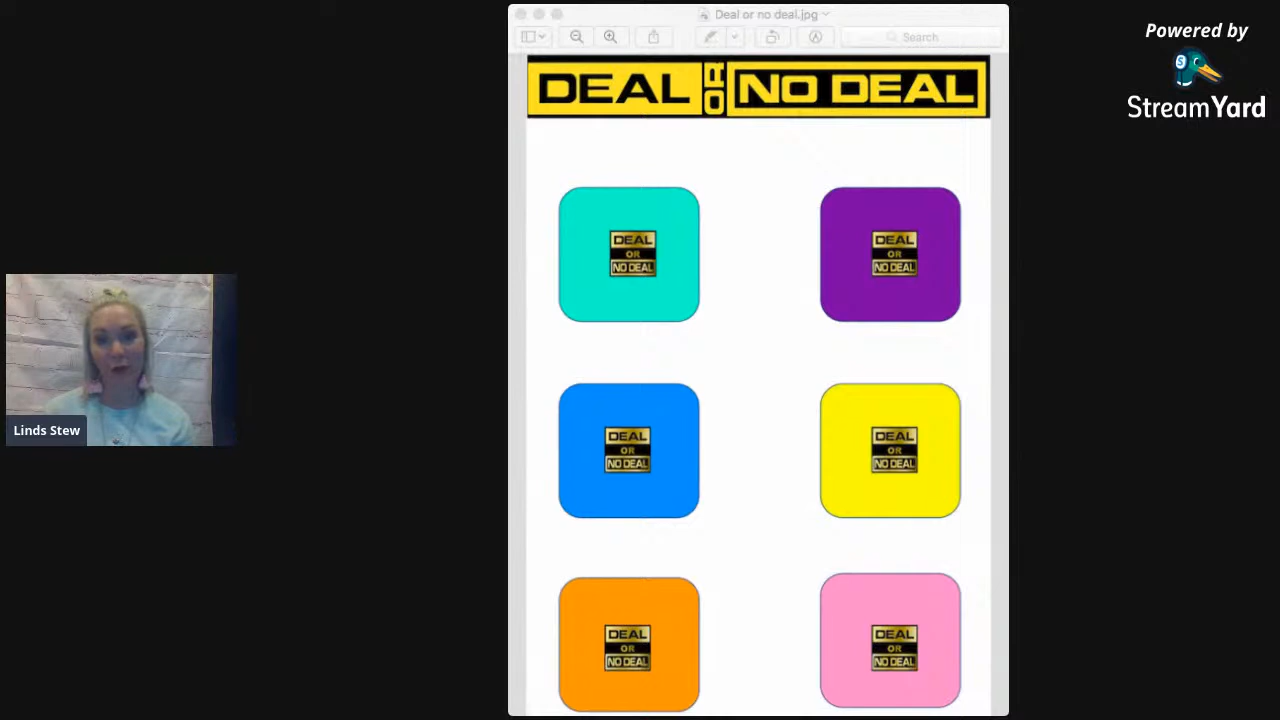 Deal or no deal.jpg
Search
Powered by
StreamYard
DEAL OR NO DEAL
DEAL
OR
NO DEAL
DEAL
OR
NO DEAL
DEAL
OR
NO DEAL
DEAL
OR
NO DEAL
DEAL
OR
NO DEAL
DEAL
OR
NO DEAL
Linds Stew